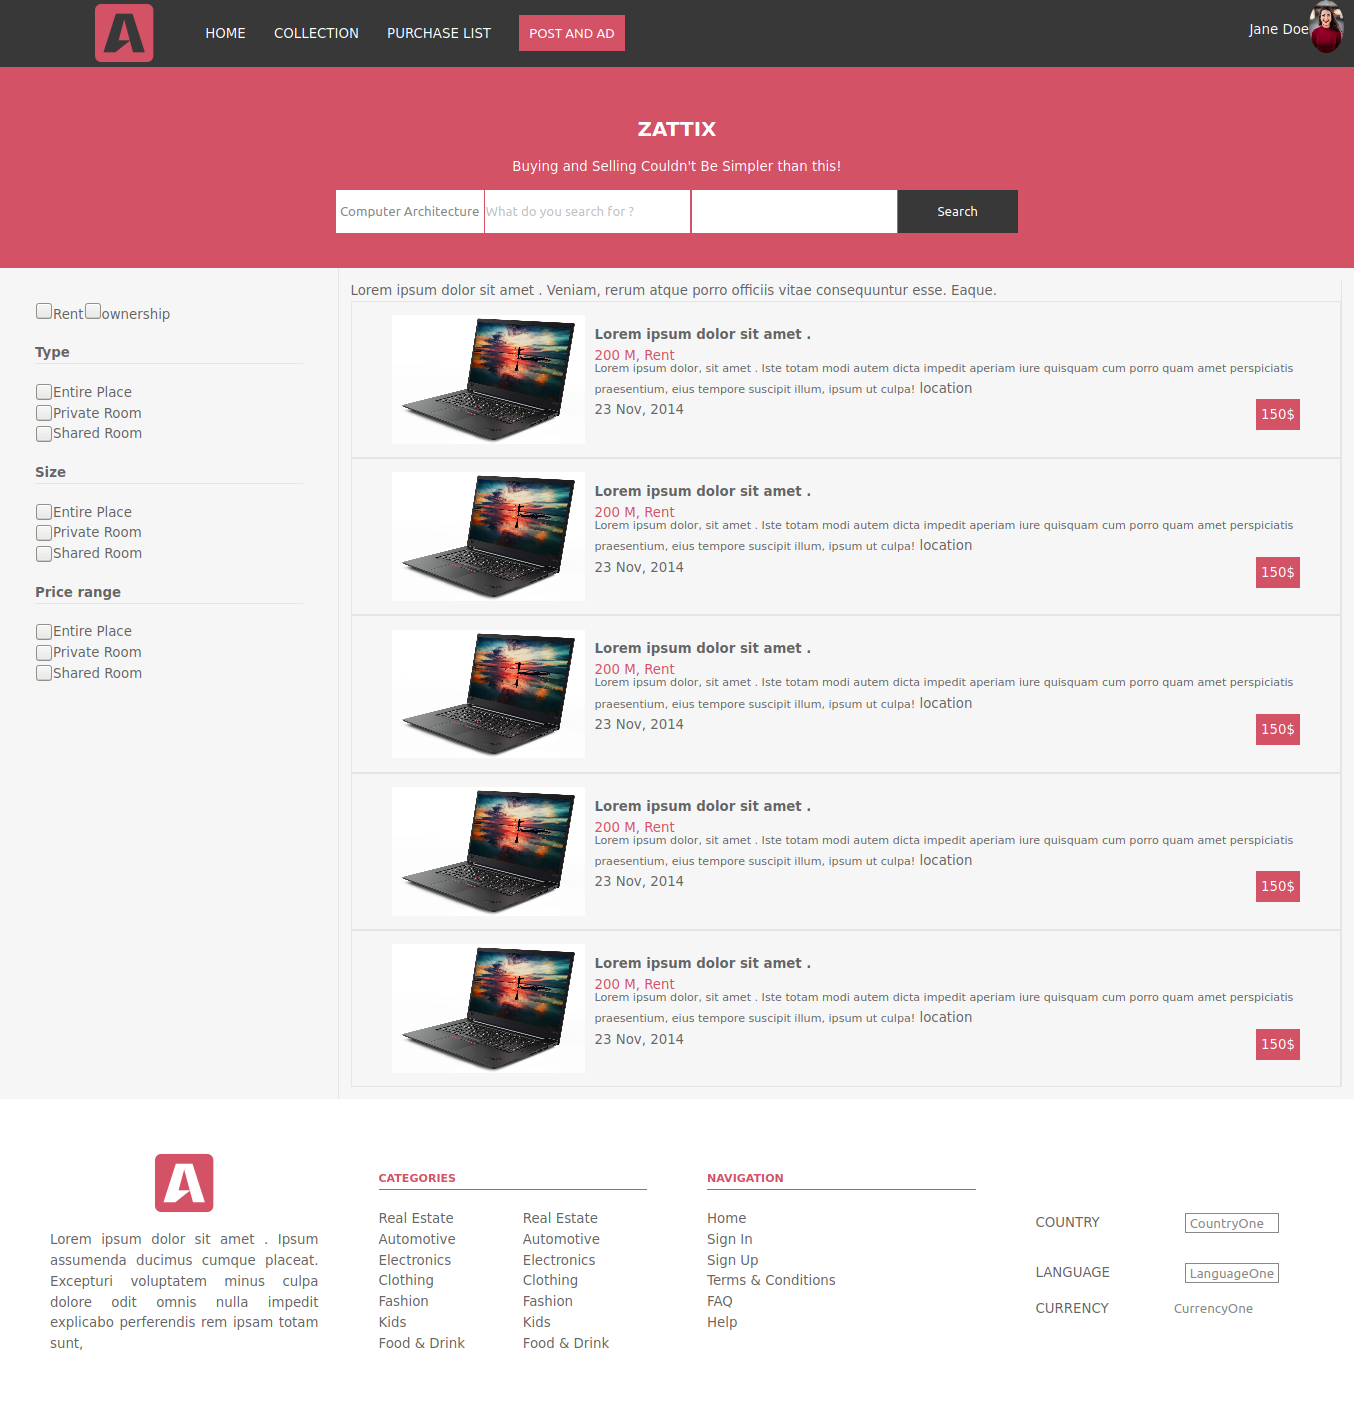 HOME COLLECTION PURCHASE LIST POST AND AD Jane Doe
ZATTIX
Buying and Selling Couldn't Be Simpler than this!
Computer Architecture What do you search for ? Search
Rent ownership
Type
Entire Place
Private Room
Shared Room
Size
Entire Place
Private Room
Shared Room
Price range
Entire Place
Private Room
Shared Room
Lorem ipsum dolor sit amet . Veniam, rerum atque porro officiis vitae consequuntur esse. Eaque.
Lorem ipsum dolor sit amet .
200 M, Rent
Lorem ipsum dolor, sit amet . Iste totam modi autem dicta impedit aperiam iure quisquam cum porro quam amet perspiciatis
praesentium, eius tempore suscipit illum, ipsum ut culpa! location
23 Nov, 2014
150$
Lorem ipsum dolor sit amet .
200 M, Rent
Lorem ipsum dolor, sit amet . Iste totam modi autem dicta impedit aperiam iure quisquam cum porro quam amet perspiciatis
praesentium, eius tempore suscipit illum, ipsum ut culpa! location
23 Nov, 2014
150$
Lorem ipsum dolor sit amet .
200 M, Rent
Lorem ipsum dolor, sit amet . Iste totam modi autem dicta impedit aperiam iure quisquam cum porro quam amet perspiciatis
praesentium, eius tempore suscipit illum, ipsum ut culpa! location
23 Nov, 2014
150$
Lorem ipsum dolor sit amet .
200 M, Rent
Lorem ipsum dolor, sit amet . Iste totam modi autem dicta impedit aperiam iure quisquam cum porro quam amet perspiciatis
praesentium, eius tempore suscipit illum, ipsum ut culpa! location
23 Nov, 2014
150$
Lorem ipsum dolor sit amet .
200 M, Rent
Lorem ipsum dolor, sit amet . Iste totam modi autem dicta impedit aperiam iure quisquam cum porro quam amet perspiciatis
praesentium, eius tempore suscipit illum, ipsum ut culpa! location
23 Nov, 2014
150$
Lorem ipsum dolor sit amet . Ipsum
assumenda ducimus cumque placeat.
Excepturi voluptatem minus culpa
dolore odit omnis nulla impedit
explicabo perferendis rem ipsam totam
sunt,
CATEGORIES
Real Estate
Automotive
Electronics
Clothing
Fashion
Kids
Food & Drink
Real Estate
Automotive
Electronics
Clothing
Fashion
Kids
Food & Drink
NAVIGATION
Home
Sign In
Sign Up
Terms & Conditions
FAQ
Help
COUNTRY CountryOne
LANGUAGE LanguageOne
CURRENCY CurrencyOne